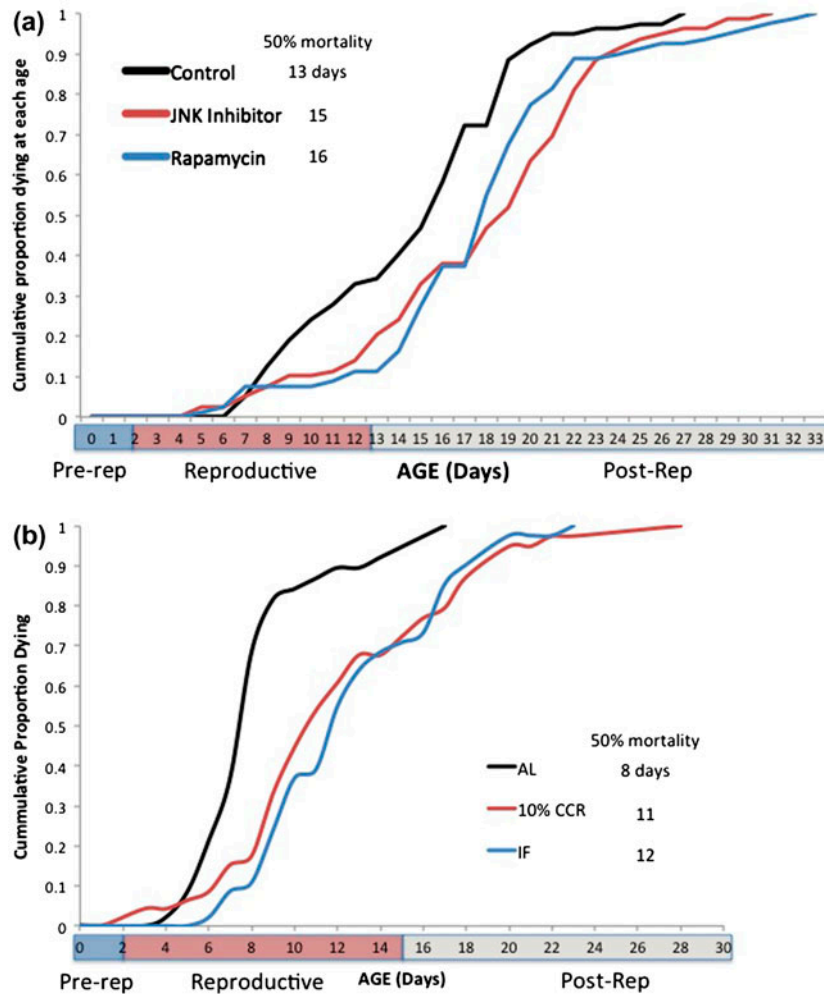 (a)
50% mortality
Control 13 days
JNK Inhibitor 15
Rapamycin 16
Cunmulative proportion dying at each age
1
0.9
0.8
0.7
0.6
0.5
0.4
0.3
0.2
0.1
0
0 1 2 3 4 5 6 7 8 9 10 11 12 13 14 15 16 17 18 19 20 21 22 23 24 25 26 27 28 29 30 31 32 33
Pre-rep Reproductive AGE (Days) Post-Rep
(b)
Cummulative Proportion Dying
1
0.9
0.8
0.7
0.6
0.5
0.4
0.3
0.2
0.1
0
50% mortality
AL 8 days
10% CCR 11
IF 12
0 2 4 6 8 10 12 14 16 18 20 22 24 26 28 30
Pre-rep Reproductive AGE (Days) Post-Rep